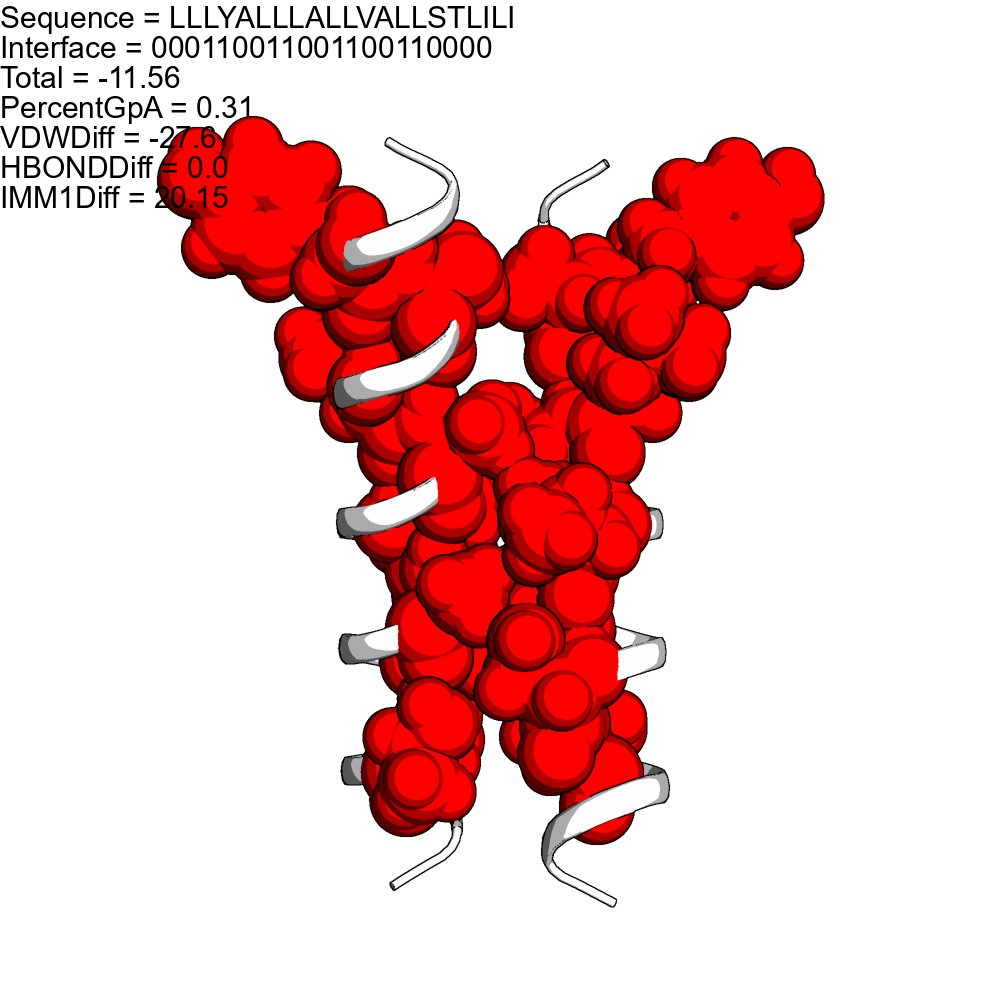 Sequence = LLLYALLLALLVALLSTLILI
Interface = 000110011001100110000
Total = -11.56
PercentGpA = 0.31
VDWDiff = -27.6
HBONDDiff = 0.0
IMM1Diff = 20.15